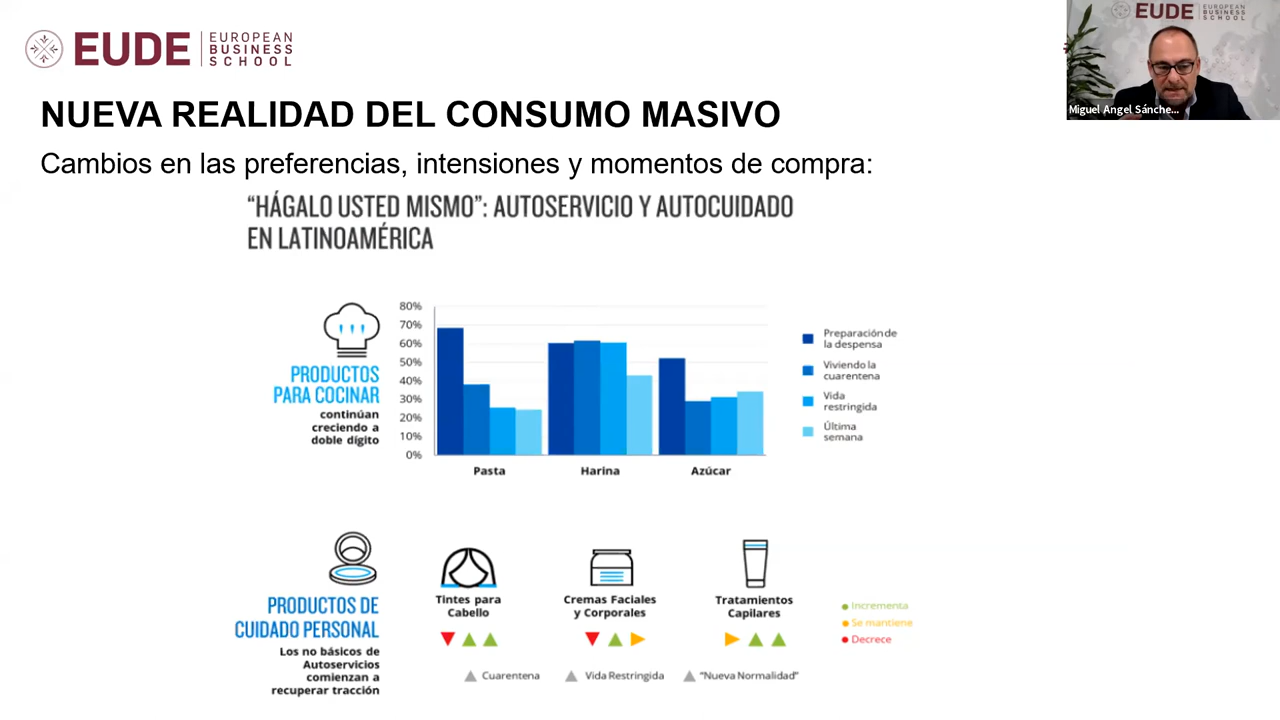 EUDE
EUROPEAN
BUSINESS
SCHOOL
EUDE
EUROPEAN
BUSINESS
SCHOOL
Miguel Angel Sánche...
NUEVA REALIDAD DEL CONSUMO MASIVO
Cambios en las preferencias, intensiones y momentos de compra:
“HÁGALO USTED MISMO”: AUTOSERVICIO Y AUTOCUIDADO
EN LATINOAMÉRICA
PRODUCTOS
PARA COCINAR
continúan
creciendo a
doble dígito
80%
70%
60%
50%
40%
30%
20%
10%
0%
Pasta
Harina
Azúcar
Preparación de
la despensa
Viviendo la
cuarentena
Vida
restringida
Última
semana
PRODUCTOS DE
CUIDADO PERSONAL
Los no básicos de
Autoservicios
comienzan a
recuperar tracción
Tintes para
Cabello
Cremas Faciales
y Corporales
Tratamientos
Capilares
Incrementa
Se mantiene
Decrece
Cuarentena
Vida Restringida
“Nueva Normalidad”